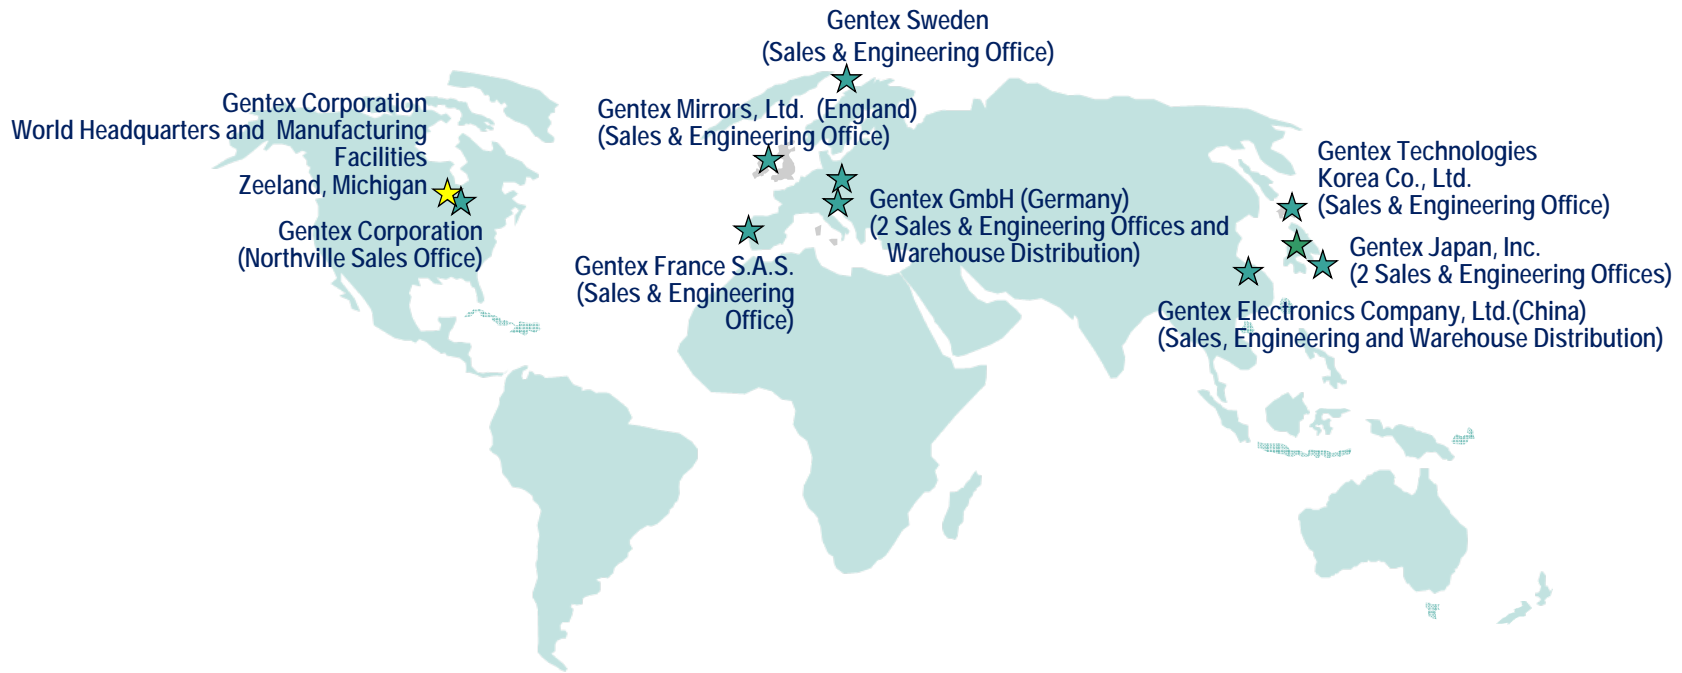 Gentex Sweden
(Sales & Engineering Office)
Gentex Corporation
World Headquarters and Manufacturing
Facilities
Zeeland, Michigan
Gentex Mirrors, Ltd. (England)
(Sales & Engineering Office)
Gentex Technologies
Korea Co., Ltd.
(Sales & Engineering Office)
Gentex Corporation
(Northville Sales Office)
Gentex GmbH (Germany)
(2 Sales & Engineering Offices and
Warehouse Distribution)
Gentex France S.A.S.
(Sales & Engineering
Office)
Gentex Japan, Inc.
(2 Sales & Engineering Offices)
Gentex Electronics Company, Ltd.(China)
(Sales, Engineering and Warehouse Distribution)